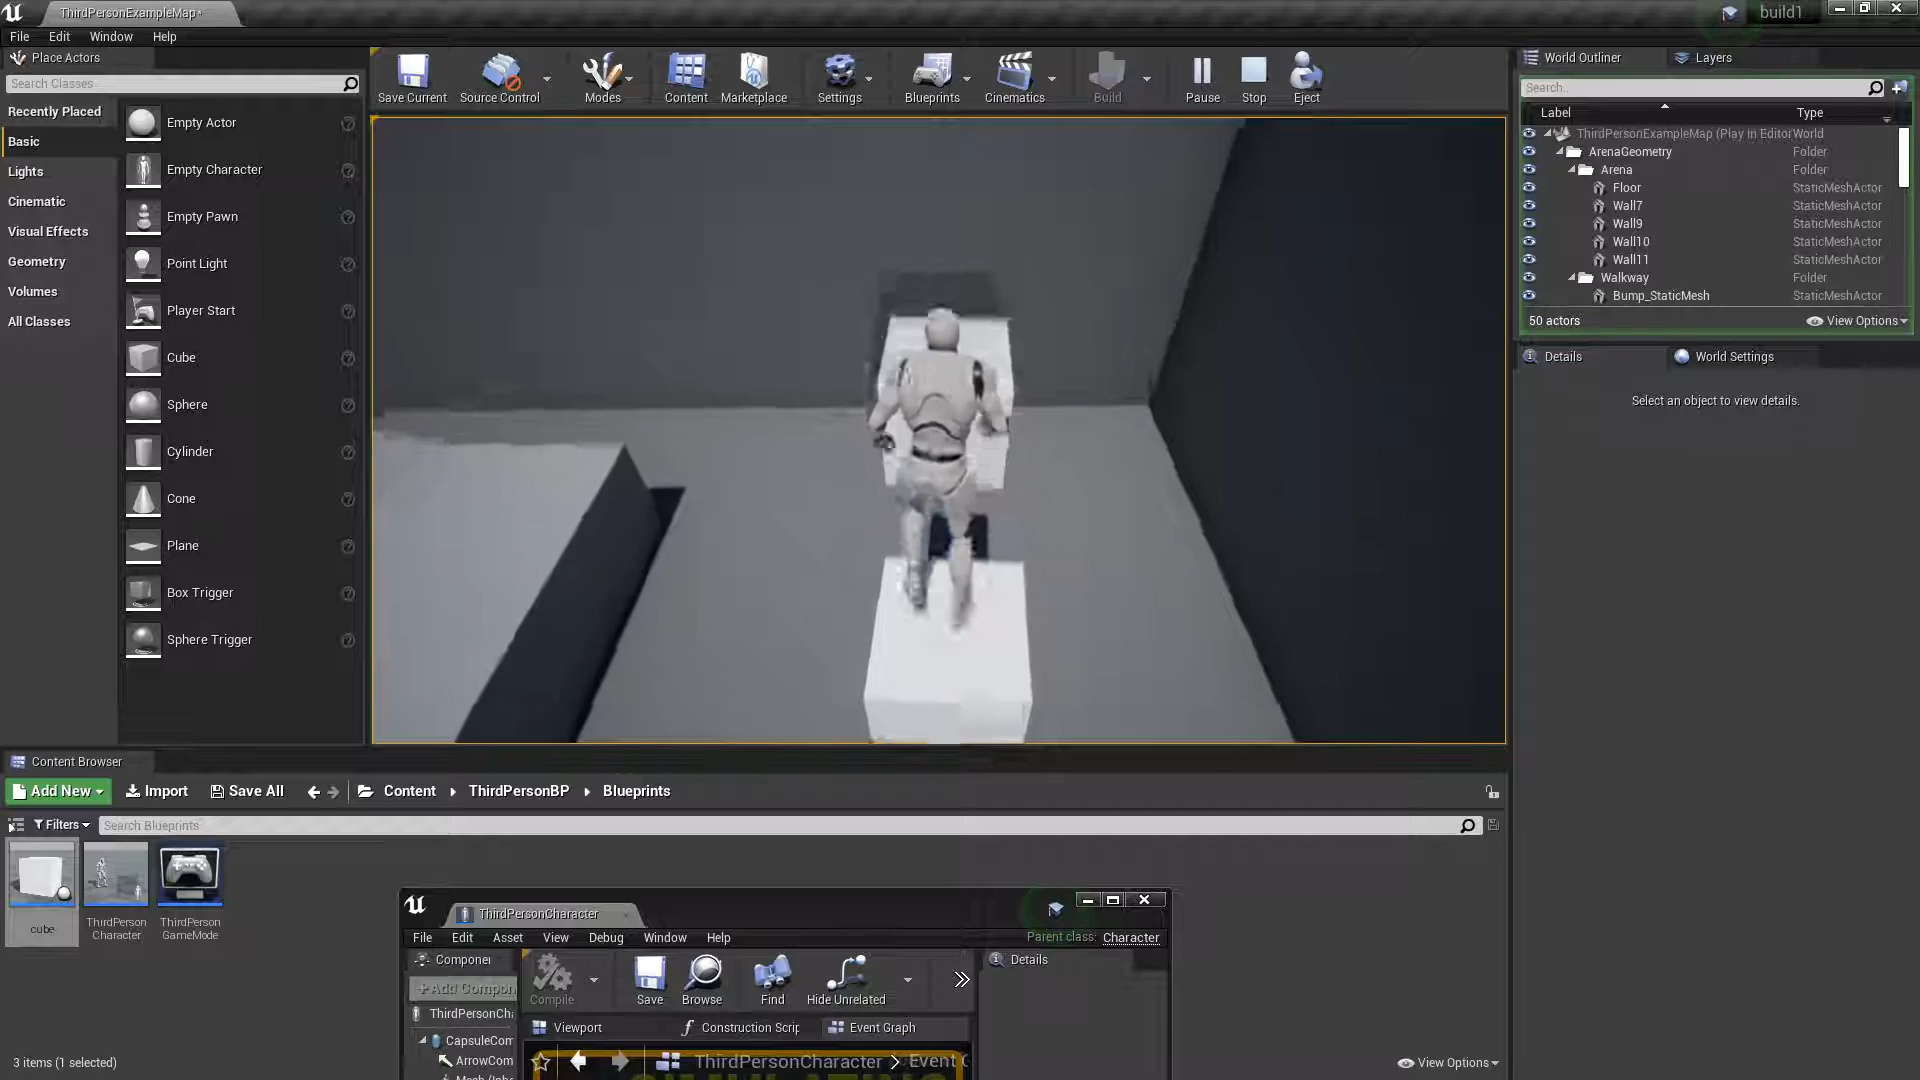 ThirdPersonExampleMap*
build1
File Edit Window Help
Place Actors
Search Classes
Recently Placed
Basic
Lights
Cinematic
Visual Effects
Geometry
Volumes
All Classes
Empty Actor
Empty Character
Empty Pawn
Point Light
Player Start
Cube
Sphere
Cylinder
Cone
Plane
Box Trigger
Sphere Trigger
Save Current Source Control Modes Content Marketplace Settings Blueprints Cinematics Build Pause Stop Eject
World Outliner Layers
Search..
Label Type
ThirdPersonExampleMap (Play In Editor World
ArenaGeometry Folder
Arena Folder
Floor StaticMeshActor
Wall7 StaticMeshActor
Wall9 StaticMeshActor
Wall10 StaticMeshActor
Wall11 StaticMeshActor
Walkway Folder
Bump_StaticMesh StaticMeshActor
50 actors View Options
Details World Settings
Select an object to view details.
Content Browser
Add New Import Save All Content ThirdPersonBP Blueprints
Filters Search Blueprints
cube
ThirdPerson
Character
ThirdPerson
GameMode
3 items (1 selected)
View Options
ThirdPersonCharacter
File Edit Asset View Debug Window Help Parent class: Character
Componen Details
+Add Compon
Compile Save Browse Find Hide Unrelated
ThirdPersonCha
Viewport Construction Scrip Event Graph
CapsuleCom
ArrowCom
ThirdPersonCharacter > Event G